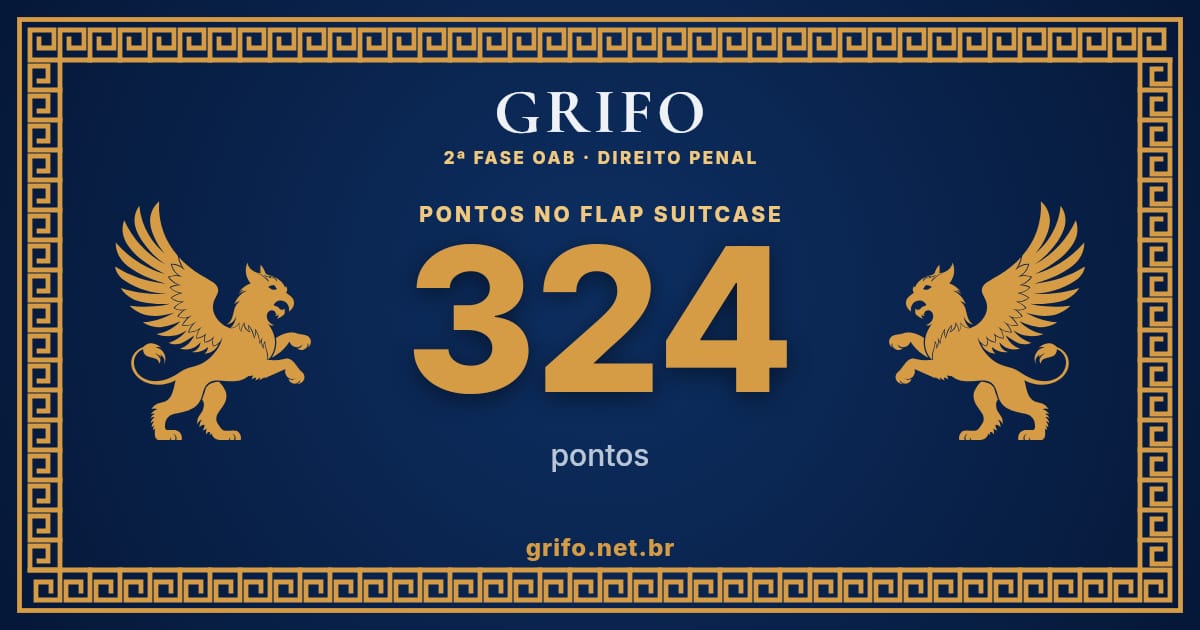 GRIFO
2ª FASE OAB · DIREITO PENAL
PONTOS NO FLAP SUITCASE
324
pontos
grifo.net.br